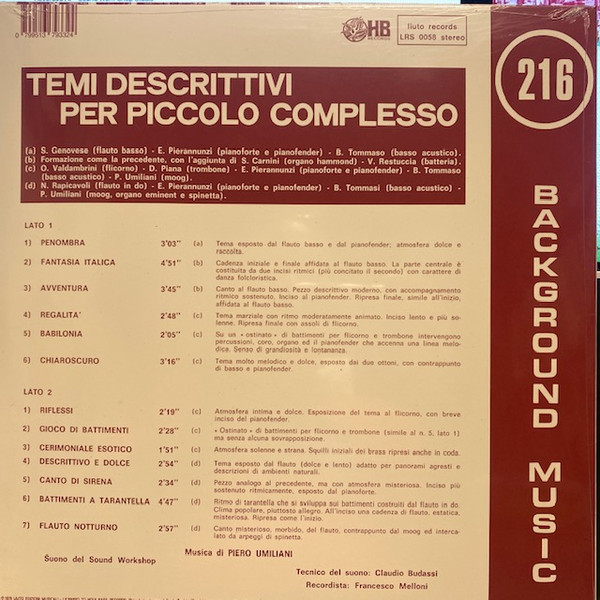 0 799513 793324
HB
liuto records
LRS 0058 stereo
216
BACKGROUND MUSIC
TEMI DESCRITTIVI
PER PICCOLO COMPLESSO
(a) S. Genovese (flauto basso) - E. Pierannunzi (pianoforte e pianofender) - B. Tommaso (basso acustico).
(b) Formazione come la precedente, con l'aggiunta di S. Carnini (organo hammond) - V. Restuccia (batteria).
(c) O. Valdambrini (flicorno) - D. Piana (trombone) - E. Pierannunzi (pianoforte e pianofender) - B. Tommaso
(basso acustico) - P. Umiliani (moog).
(d) N. Rapicavoli (flauto in do) - E. Pierannunzi (pianoforte e pianofender) - B. Tommasi (basso acustico) -
P. Umiliani (moog, organo eminent e spinetta).
LATO 1
1) PENOMBRA 3'03" (a) Tema esposto dal flauto basso e dal pianofender; atmosfera dolce e
raccolta.
2) FANTASIA ITALICA 4'51" (b) Cadenza iniziale e finale affidata al flauto basso. La parte centrale è
costituita da due incisi ritmici (più concitato il secondo) con carattere di
danza folcloristica.
3) AVVENTURA 3'45" (b) Canto al flauto basso. Pezzo descrittivo moderno, con accompagnamento
ritmico sostenuto. Inciso al pianofender. Ripresa finale, simile all'inizio,
affidata al flauto basso.
4) REGALITA' 2'48" (c) Tema marziale con ritmo moderatamente animato. Inciso lento e più so-
lenne. Ripresa finale con assoli di flicorno.
5) BABILONIA 2'05" (c) Su un «ostinato» di battimenti per flicorno e trombone intervengono
percussioni, coro, organo ed il pianofender che accenna una linea melo-
dica. Senso di grandiosità e lontananza.
6) CHIAROSCURO 3'16" (c) Tema molto melodico e dolce, esposto dai due ottoni, con contrappunto
di basso e pianofender.
LATO 2
1) RIFLESSI 2'19" (c) Atmosfera intima e dolce. Esposizione del tema al flicorno, con breve
inciso del pianofender.
2) GIOCO DI BATTIMENTI 2'28" (c) «Ostinato» di battimenti per flicorno e trombone (simile al n. 5, lato 1)
ma senza alcuna sovrapposizione.
3) CERIMONIALE ESOTICO 1'51" (c) Atmosfera solenne e strana. Squilli iniziali dei brass ripresi anche in coda.
4) DESCRITTIVO E DOLCE 2'54" (d) Tema esposto dal flauto (dolce e lento) adatto per panorami agresti e
descrizioni di ambienti naturali.
5) CANTO DI SIRENA 2'34" (d) Pezzo analogo al precedente, ma con atmosfera misteriosa. Inciso più
sostenuto ritmicamente, esposto dal pianoforte.
6) BATTIMENTI A TARANTELLA 4'47" (d) Ritmo di tarantella che si sviluppa sui battimenti costruiti dal flauto in do.
Clima popolare, piuttosto allegro. All'inciso una cadenza di flauto, estatica,
misteriosa. Ripresa come l'inizio.
7) FLAUTO NOTTURNO 2'57" (d) Canto misterioso, morbido, del flauto, contrappunto dal moog ed interca-
lato da arpeggi di spinetta.
Suono del Sound Workshop
Musica di PIERO UMILIANI
Tecnico del suono: Claudio Budassi
Recordista: Francesco Melloni